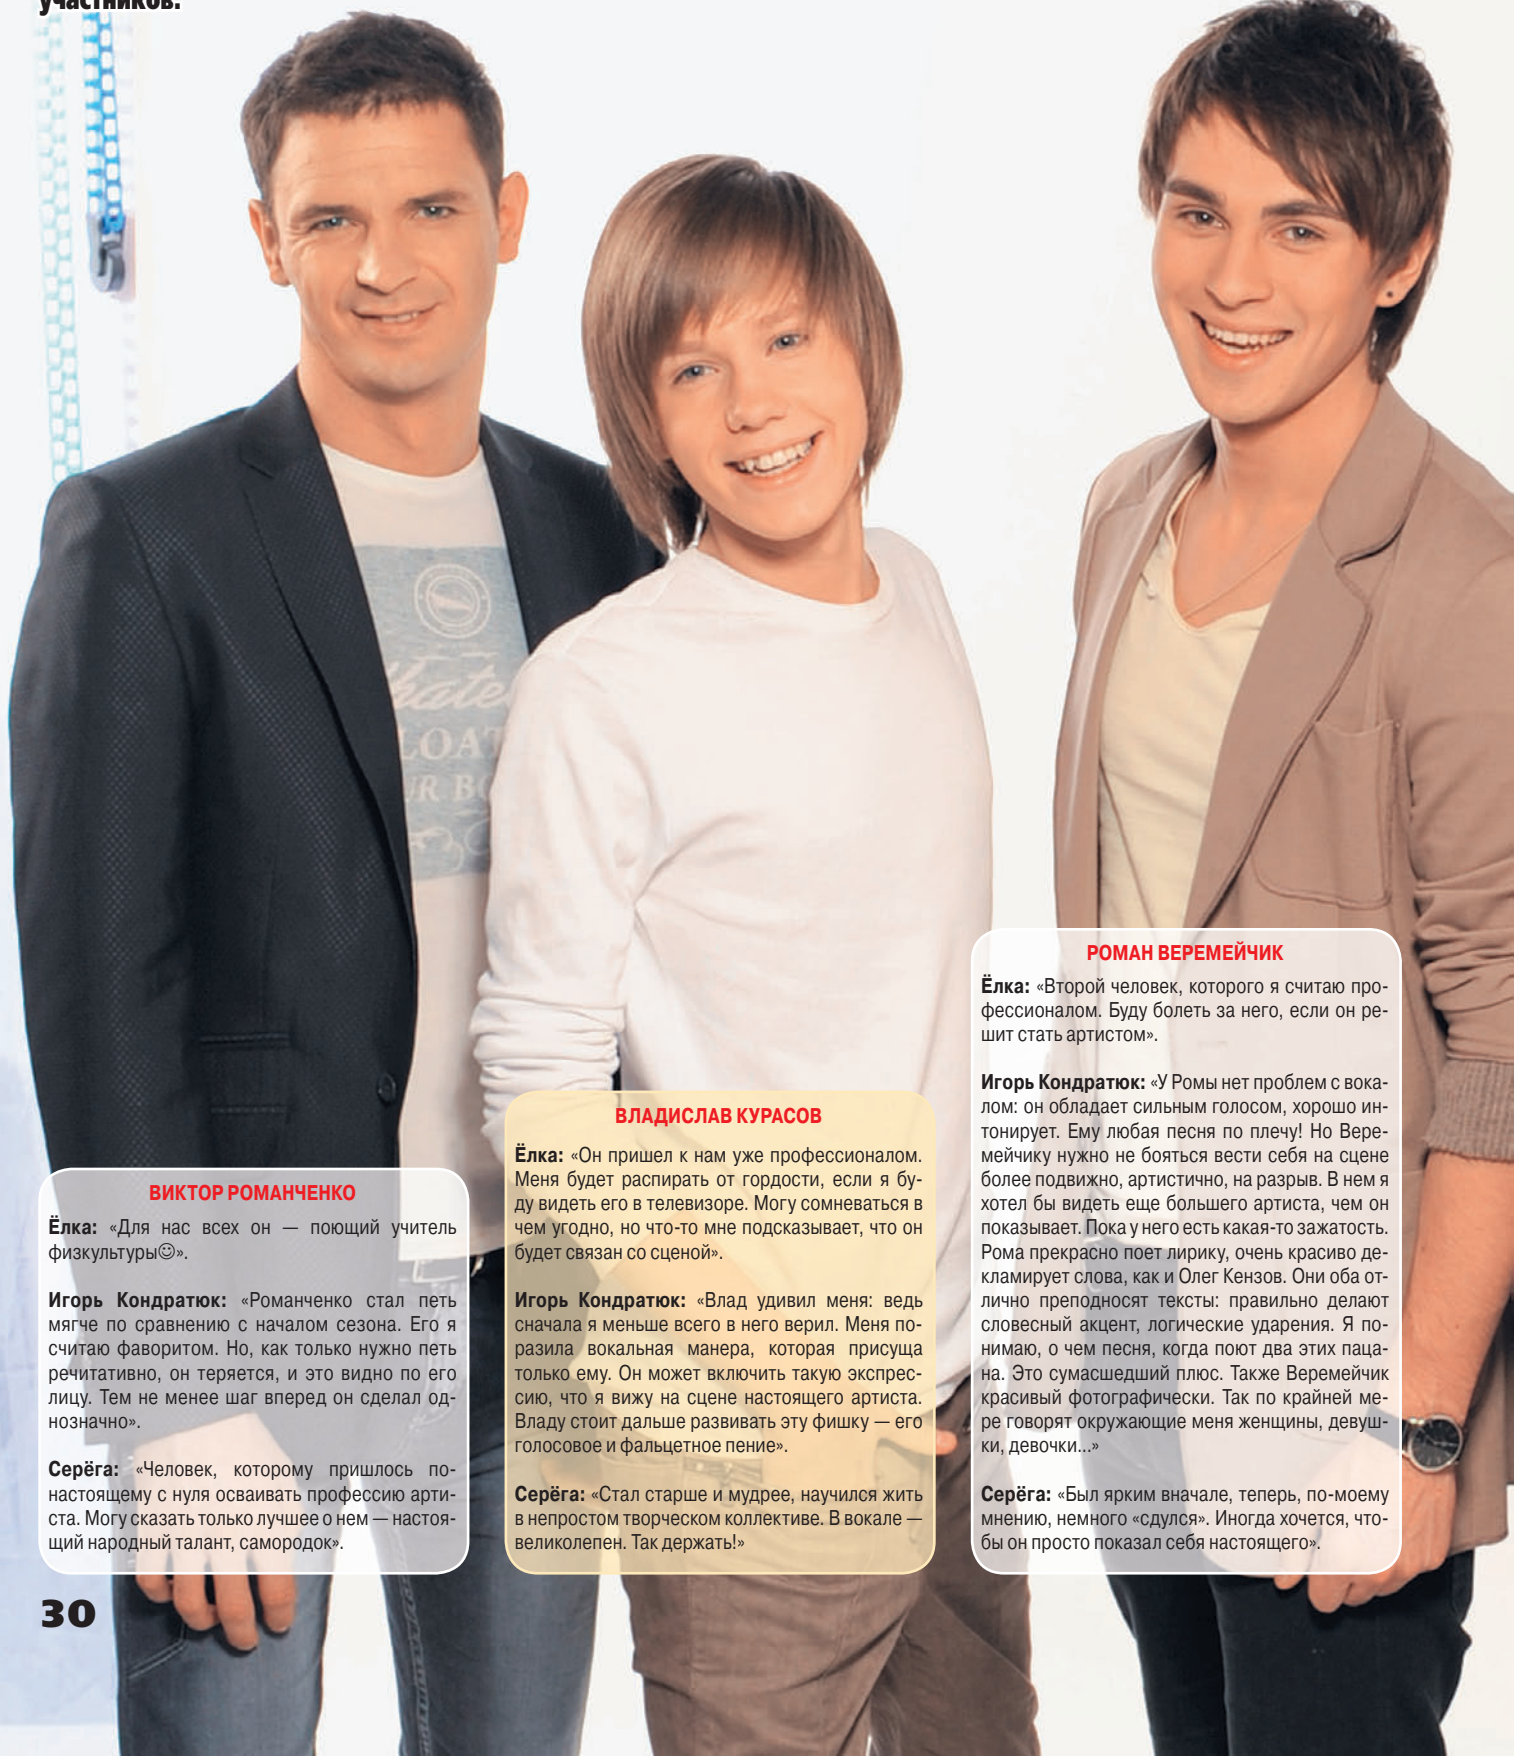 участников.
Skate
LOAT
UR BO
РОМАН ВЕРЕМЕЙЧИК
Ёлка: «Второй человек, которого я считаю про-
фессионалом. Буду болеть за него, если он ре-
шит стать артистом».
Игорь Кондратюк: «У Ромы нет проблем с вока-
лом: он обладает сильным голосом, хорошо ин-
тонирует. Ему любая песня по плечу! Но Вере-
мейчику нужно не бояться вести себя на сцене
более подвижно, артистично, на разрыв. В нем я
хотел бы видеть еще большего артиста, чем он
показывает. Пока у него есть какая-то зажатость.
Рома прекрасно поет лирику, очень красиво де-
кламирует слова, как и Олег Кензов. Они оба от-
лично преподносят тексты: правильно делают
словесный акцент, логические ударения. Я по-
нимаю, о чем песня, когда поют два этих паца-
на. Это сумасшедший плюс. Также Веремейчик
красивый фотографически. Так по крайней ме-
ре говорят окружающие меня женщины, девуш-
ки, девочки...»
Серёга: «Был ярким вначале, теперь, по-моему
мнению, немного «сдулся». Иногда хочется, что-
бы он просто показал себя настоящего».
ВЛАДИСЛАВ КУРАСОВ
Ёлка: «Он пришел к нам уже профессионалом.
Меня будет распирать от гордости, если я бу-
ду видеть его в телевизоре. Могу сомневаться в
чем угодно, но что-то мне подсказывает, что он
будет связан со сценой».
Игорь Кондратюк: «Влад удивил меня: ведь
сначала я меньше всего в него верил. Меня по-
разила вокальная манера, которая присуща
только ему. Он может включить такую экспрес-
сию, что я вижу на сцене настоящего артиста.
Владу стоит дальше развивать эту фишку — его
голосовое и фальцетное пение».
Серёга: «Стал старше и мудрее, научился жить
в непростом творческом коллективе. В вокале —
великолепен. Так держать!»
ВИКТОР РОМАНЧЕНКО
Ёлка: «Для нас всех он — поющий учитель
физкультуры☺».
Игорь Кондратюк: «Романченко стал петь
мягче по сравнению с началом сезона. Его я
считаю фаворитом. Но, как только нужно петь
речитативно, он теряется, и это видно по его
лицу. Тем не менее шаг вперед он сделал од-
нозначно».
Серёга: «Человек, которому пришлось по-
настоящему с нуля осваивать профессию арти-
ста. Могу сказать только лучшее о нем — настоя-
щий народный талант, самородок».
30